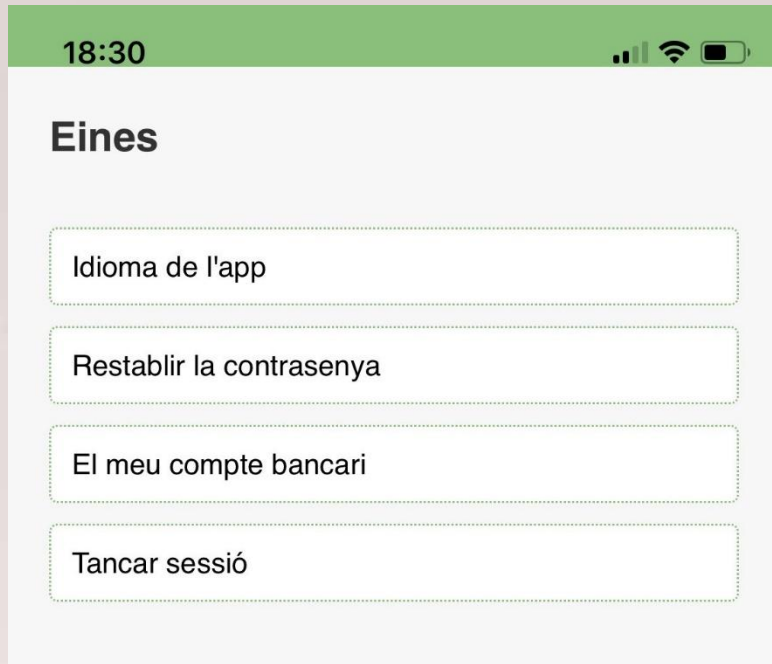 18:30
Eines
Idioma de l'app
Restablir la contrasenya
El meu compte bancari
Tancar sessió